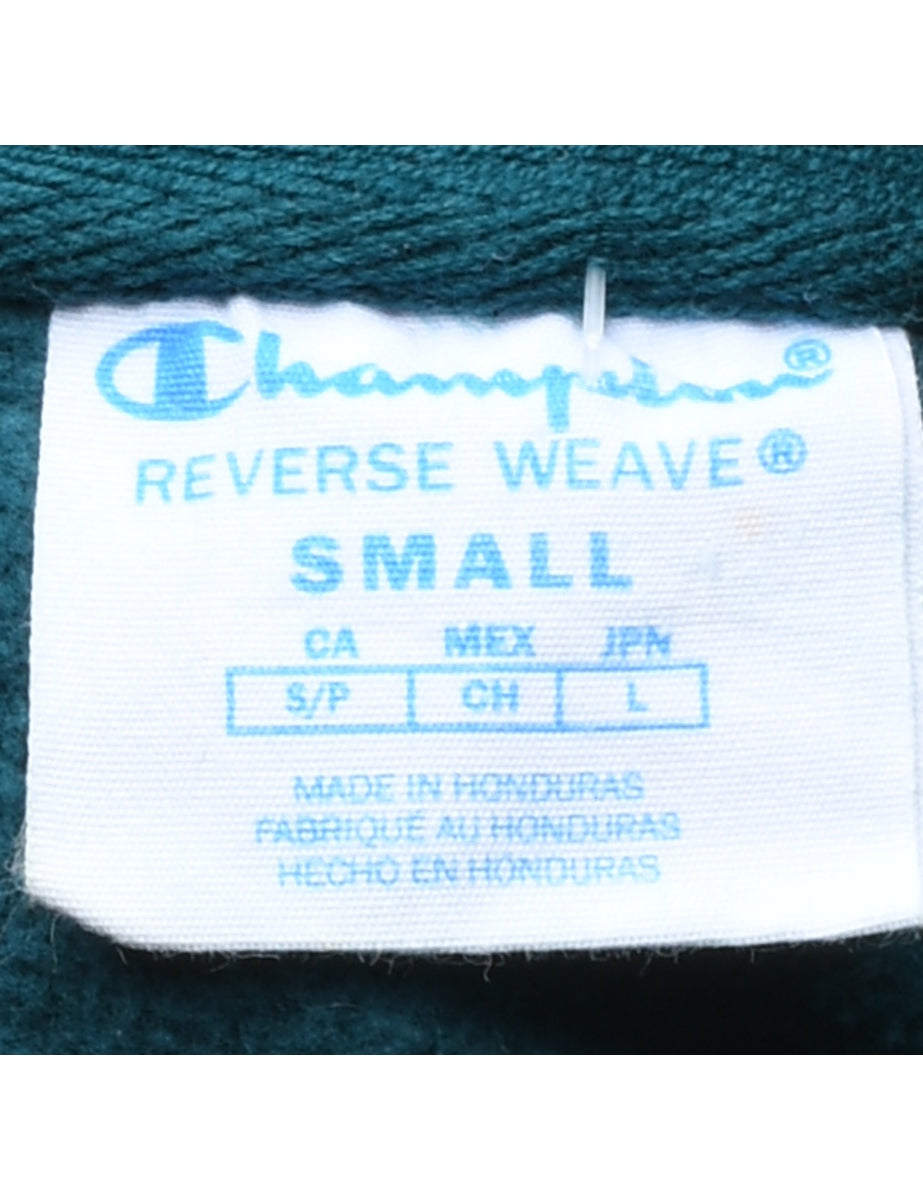 Champion®
REVERSE WEAVE®
SMALL
CA MEX JPN
S/P CH L
MADE IN HONDURAS
FABRIQUÉ AU HONDURAS
HECHO EN HONDURAS